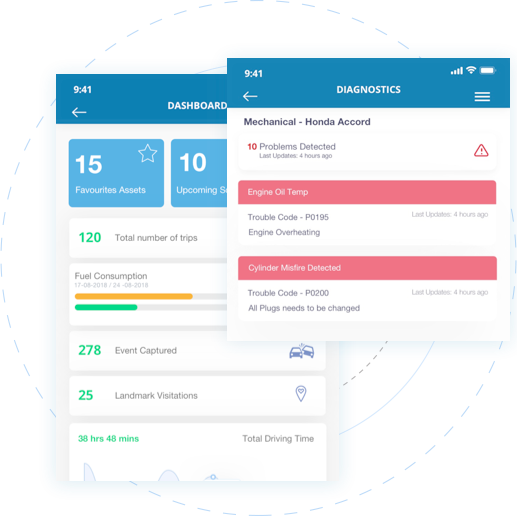 9:41
DASHBOARD
15
Favourites Assets
10
Upcoming
120 Total number of trips
Fuel Consumption
17-08-2018 / 24 -08-2018
278 Event Captured
25 Landmark Visitations
38 hrs 48 mins Total Driving Time
9:41
DIAGNOSTICS
Mechanical - Honda Accord
10 Problems Detected
Last Updates: 4 hours ago
Engine Oil Temp
Trouble Code - P0195 Last Updates: 4 hours ago
Engine Overheating
Cylinder Misfire Detected
Trouble Code - P0200 Last Updates: 4 hours ago
All Plugs needs to be changed